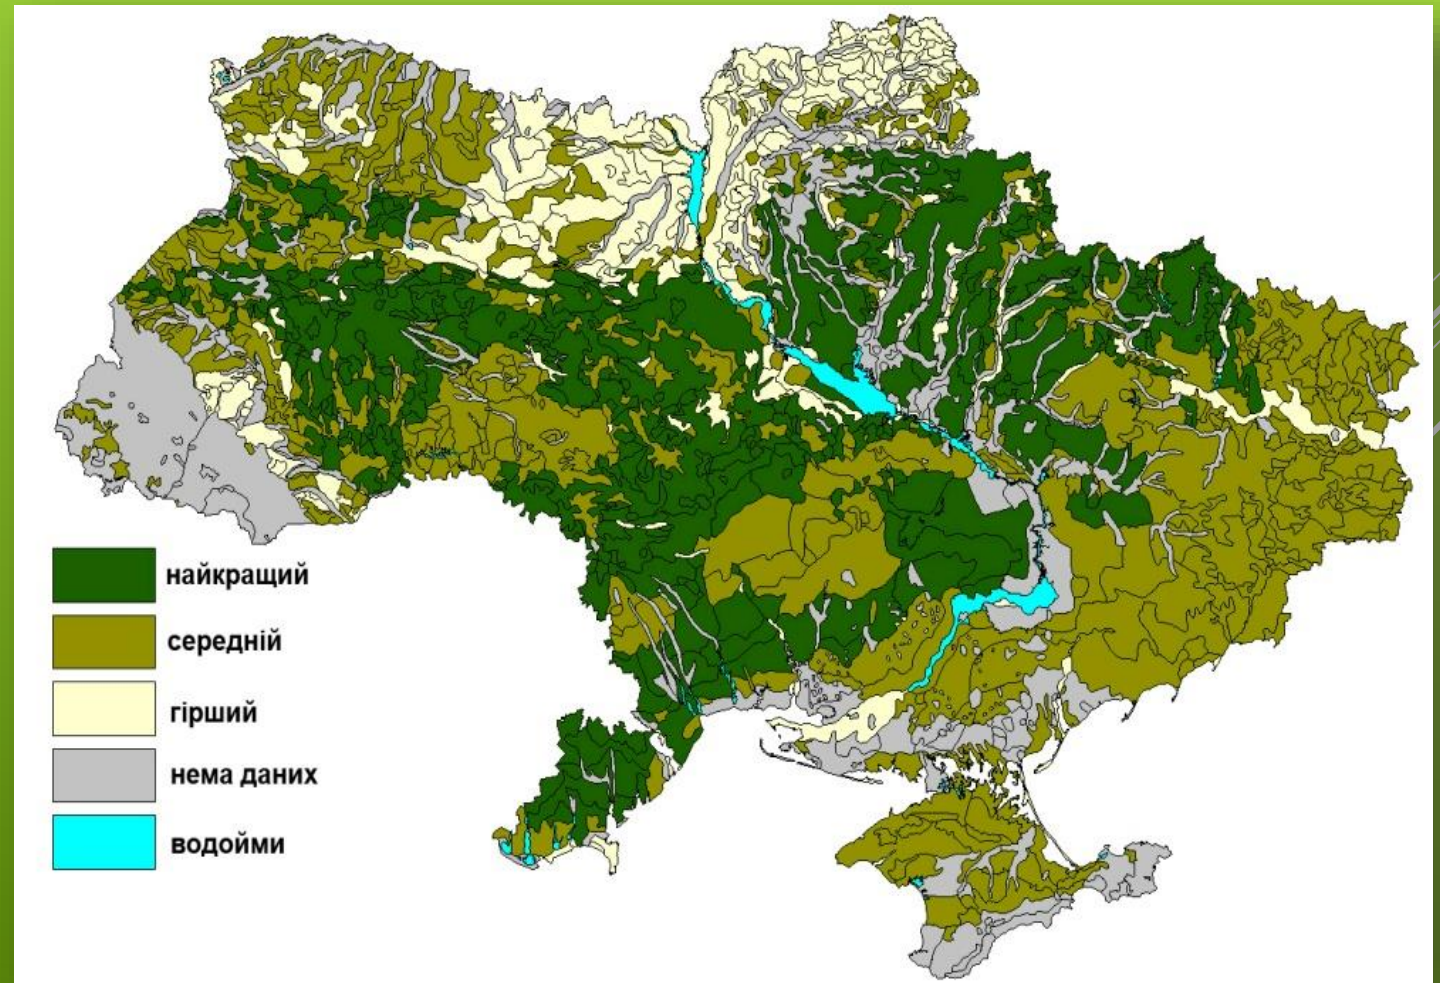 найкращий
середній
гірший
нема даних
водойми